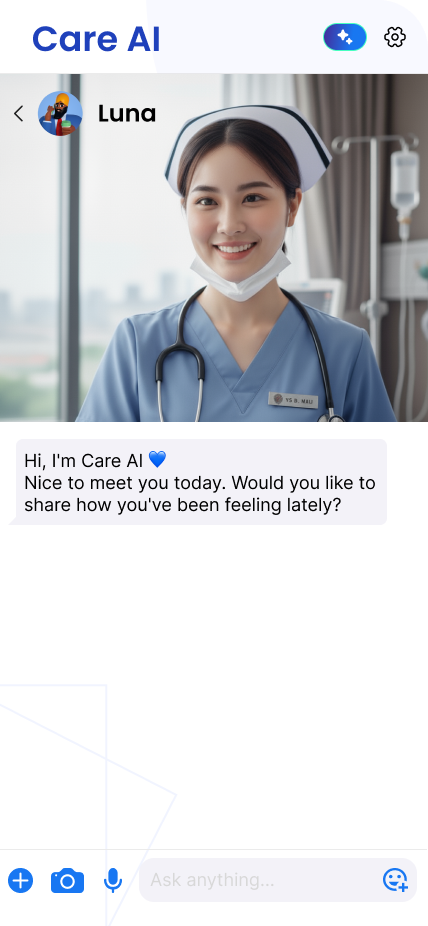 Care AI
Luna
Hi, I'm Care AI 💙
Nice to meet you today. Would you like to
share how you've been feeling lately?
Ask anything...